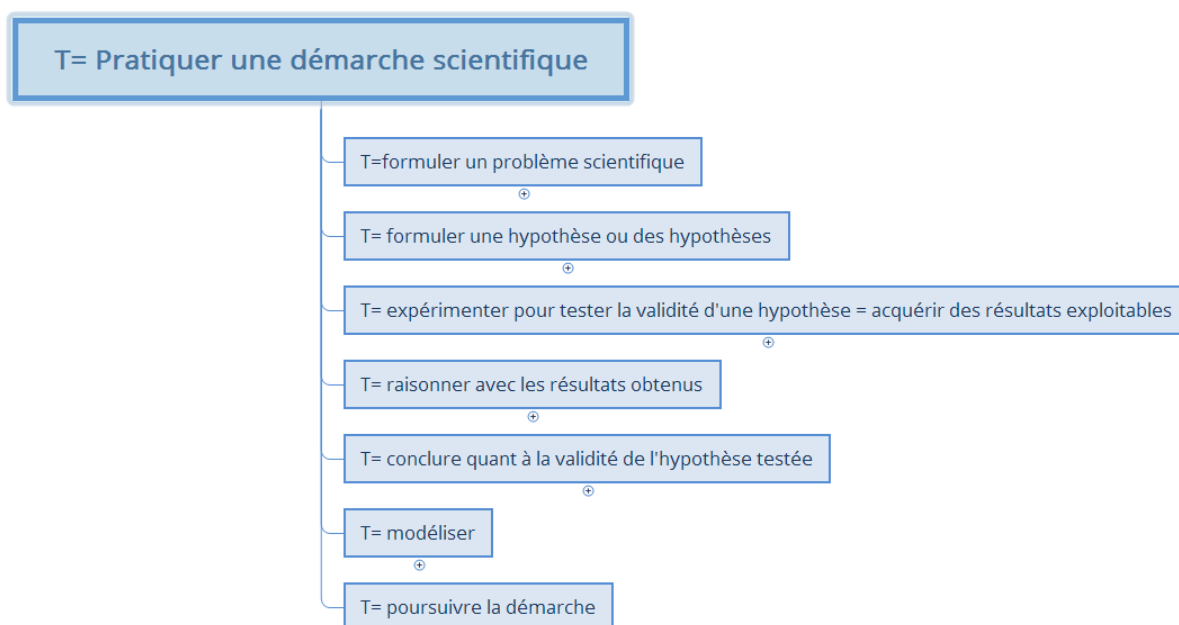 T= Pratiquer une démarche scientifique
T=formuler un problème scientifique
T= formuler une hypothèse ou des hypothèses
T= expérimenter pour tester la validité d'une hypothèse = acquérir des résultats exploitables
T= raisonner avec les résultats obtenus
T= conclure quant à la validité de l'hypothèse testée
T= modéliser
T= poursuivre la démarche